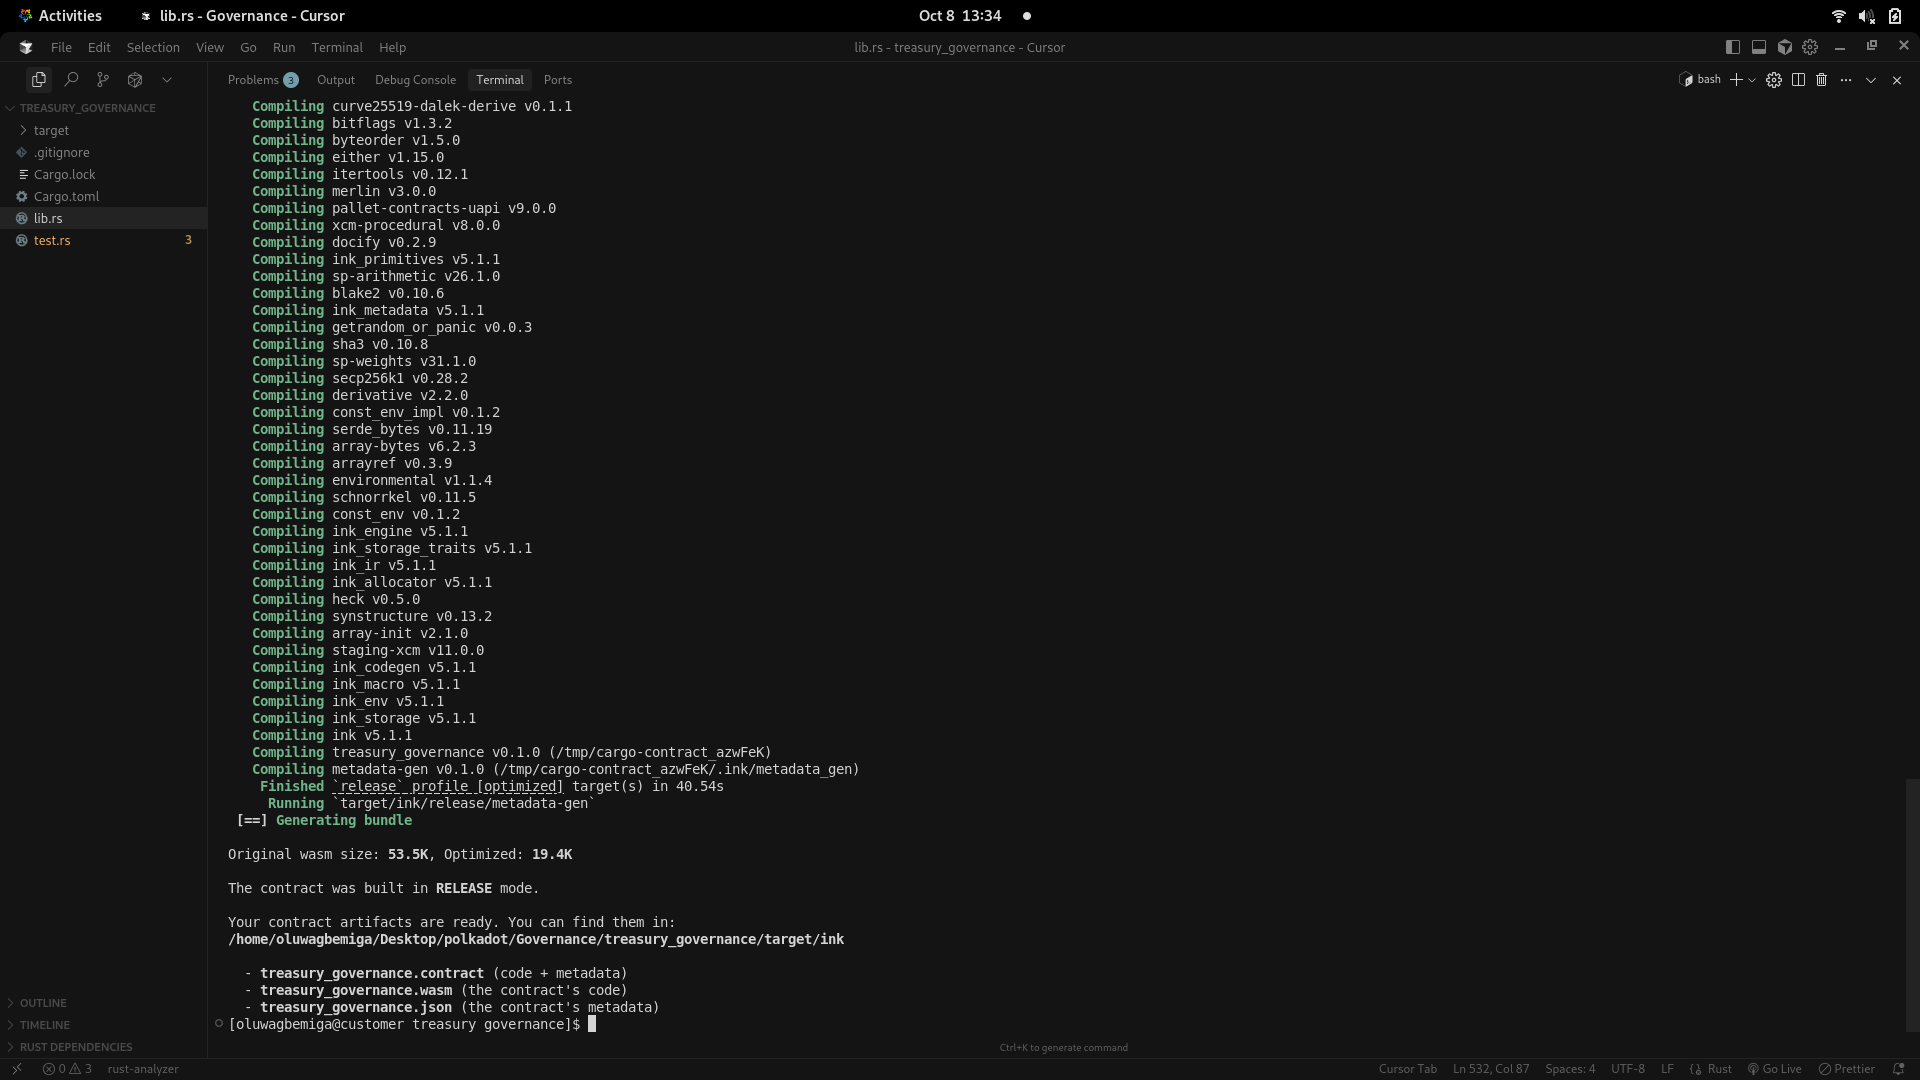 Activities lib.rs - Governance - Cursor Oct 8 13:34
File Edit Selection View Go Run Terminal Help lib.rs - treasury_governance - Cursor
Problems 3 Output Debug Console Terminal Ports bash
TREASURY_GOVERNANCE
target
.gitignore
Cargo.lock
Cargo.toml
lib.rs
test.rs 3
OUTLINE
TIMELINE
RUST DEPENDENCIES
Compiling curve25519-dalek-derive v0.1.1
Compiling bitflags v1.3.2
Compiling byteorder v1.5.0
Compiling either v1.15.0
Compiling itertools v0.12.1
Compiling merlin v3.0.0
Compiling pallet-contracts-uapi v9.0.0
Compiling xcm-procedural v8.0.0
Compiling docify v0.2.9
Compiling ink_primitives v5.1.1
Compiling sp-arithmetic v26.1.0
Compiling blake2 v0.10.6
Compiling ink_metadata v5.1.1
Compiling getrandom_or_panic v0.0.3
Compiling sha3 v0.10.8
Compiling sp-weights v31.1.0
Compiling secp256k1 v0.28.2
Compiling derivative v2.2.0
Compiling const_env_impl v0.1.2
Compiling serde_bytes v0.11.19
Compiling array-bytes v6.2.3
Compiling arrayref v0.3.9
Compiling environmental v1.1.4
Compiling schnorrkel v0.11.5
Compiling const_env v0.1.2
Compiling ink_engine v5.1.1
Compiling ink_storage_traits v5.1.1
Compiling ink_ir v5.1.1
Compiling ink_allocator v5.1.1
Compiling heck v0.5.0
Compiling synstructure v0.13.2
Compiling array-init v2.1.0
Compiling staging-xcm v11.0.0
Compiling ink_codegen v5.1.1
Compiling ink_macro v5.1.1
Compiling ink_env v5.1.1
Compiling ink_storage v5.1.1
Compiling ink v5.1.1
Compiling treasury_governance v0.1.0 (/tmp/cargo-contract_azwFeK)
Compiling metadata-gen v0.1.0 (/tmp/cargo-contract_azwFeK/.ink/metadata_gen)
Finished `release` profile [optimized] target(s) in 40.54s
Running `target/ink/release/metadata-gen`
[==] Generating bundle
Original wasm size: 53.5K, Optimized: 19.4K
The contract was built in RELEASE mode.
Your contract artifacts are ready. You can find them in:
/home/oluwagbemiga/Desktop/polkadot/Governance/treasury_governance/target/ink
- treasury_governance.contract (code + metadata)
- treasury_governance.wasm (the contract's code)
- treasury_governance.json (the contract's metadata)
[oluwagbemiga@customer treasury governance]$
Ctrl+K to generate command
0 3 rust-analyzer Cursor Tab Ln 532, Col 87 Spaces: 4 UTF-8 LF {} Rust Go Live Prettier